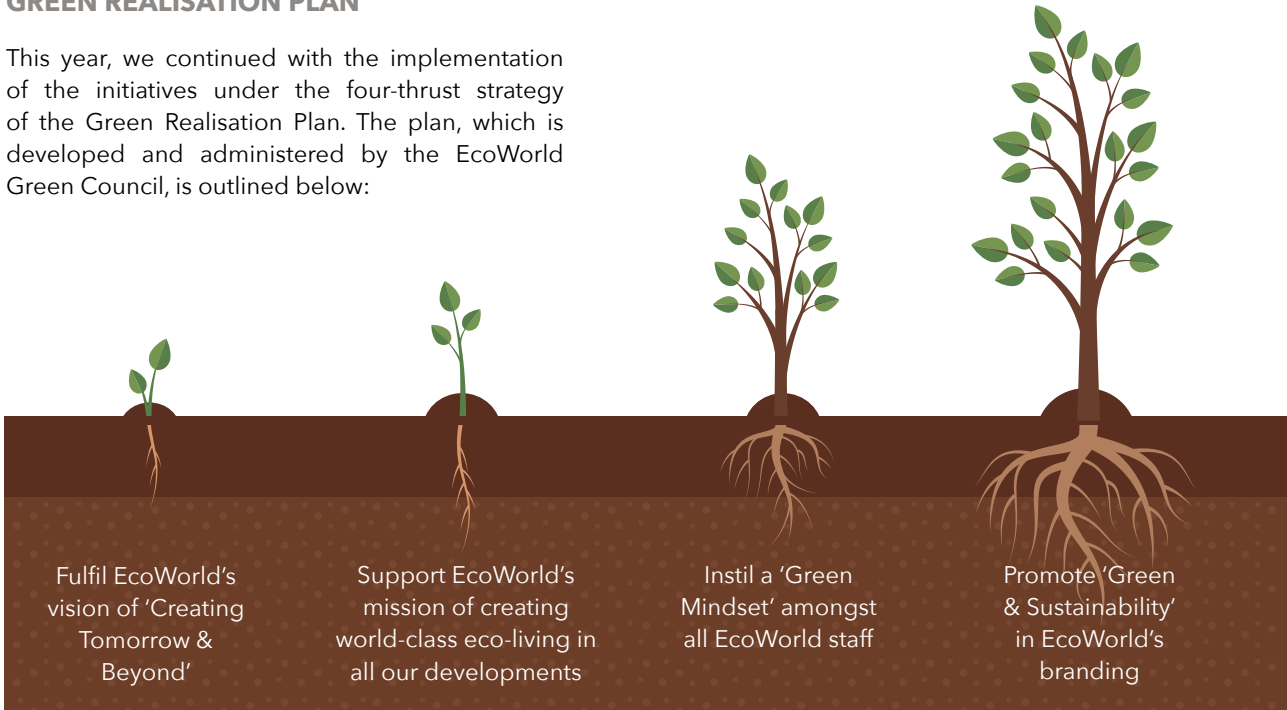 GREEN REALISATION PLAN
This year, we continued with the implementation
of the initiatives under the four-thrust strategy
of the Green Realisation Plan. The plan, which is
developed and administered by the EcoWorld
Green Council, is outlined below:
Fulfil EcoWorld’s
vision of ‘Creating
Tomorrow &
Beyond’
Support EcoWorld’s
mission of creating
world-class eco-living in
all our developments
Instil a ‘Green
Mindset’ amongst
all EcoWorld staff
Promote ‘Green
& Sustainability’
in EcoWorld’s
branding